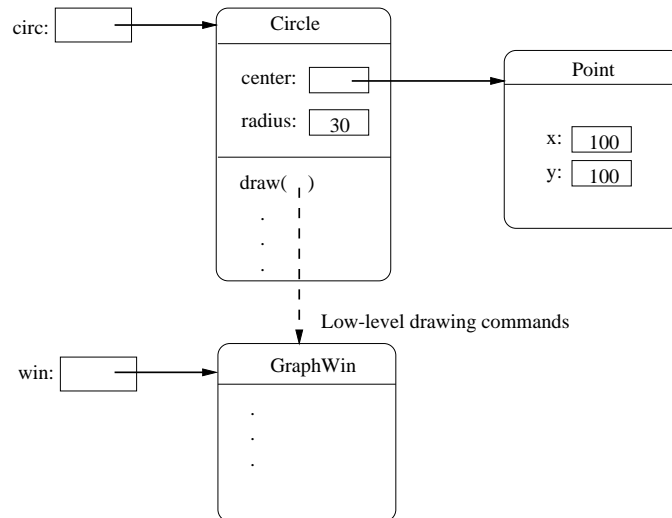 circ:
Circle
center:
radius: 30
draw( )
.
.
.
Point
x: 100
y: 100
Low-level drawing commands
win:
GraphWin
.
.
.